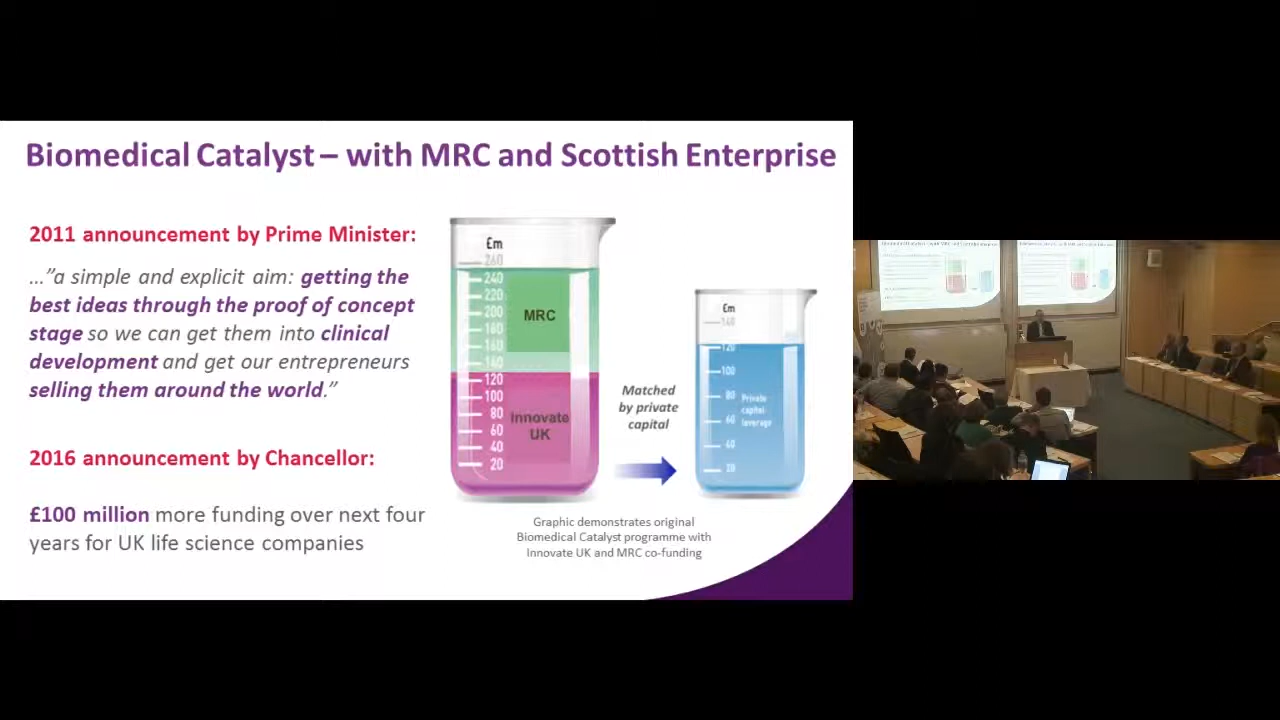 Biomedical Catalyst – with MRC and Scottish Enterprise
2011 announcement by Prime Minister:
…”a simple and explicit aim: getting the
best ideas through the proof of concept
stage so we can get them into clinical
development and get our entrepreneurs
selling them around the world.”
2016 announcement by Chancellor:
£100 million more funding over next four
years for UK life science companies
£m
260
240
220
200
180
160
140
120
100
80
60
40
20
MRC
Innovate
UK
Matched
by private
capital
£m
140
120
100
80
60
40
20
Private
capital
leverage
Graphic demonstrates original
Biomedical Catalyst programme with
Innovate UK and MRC co-funding